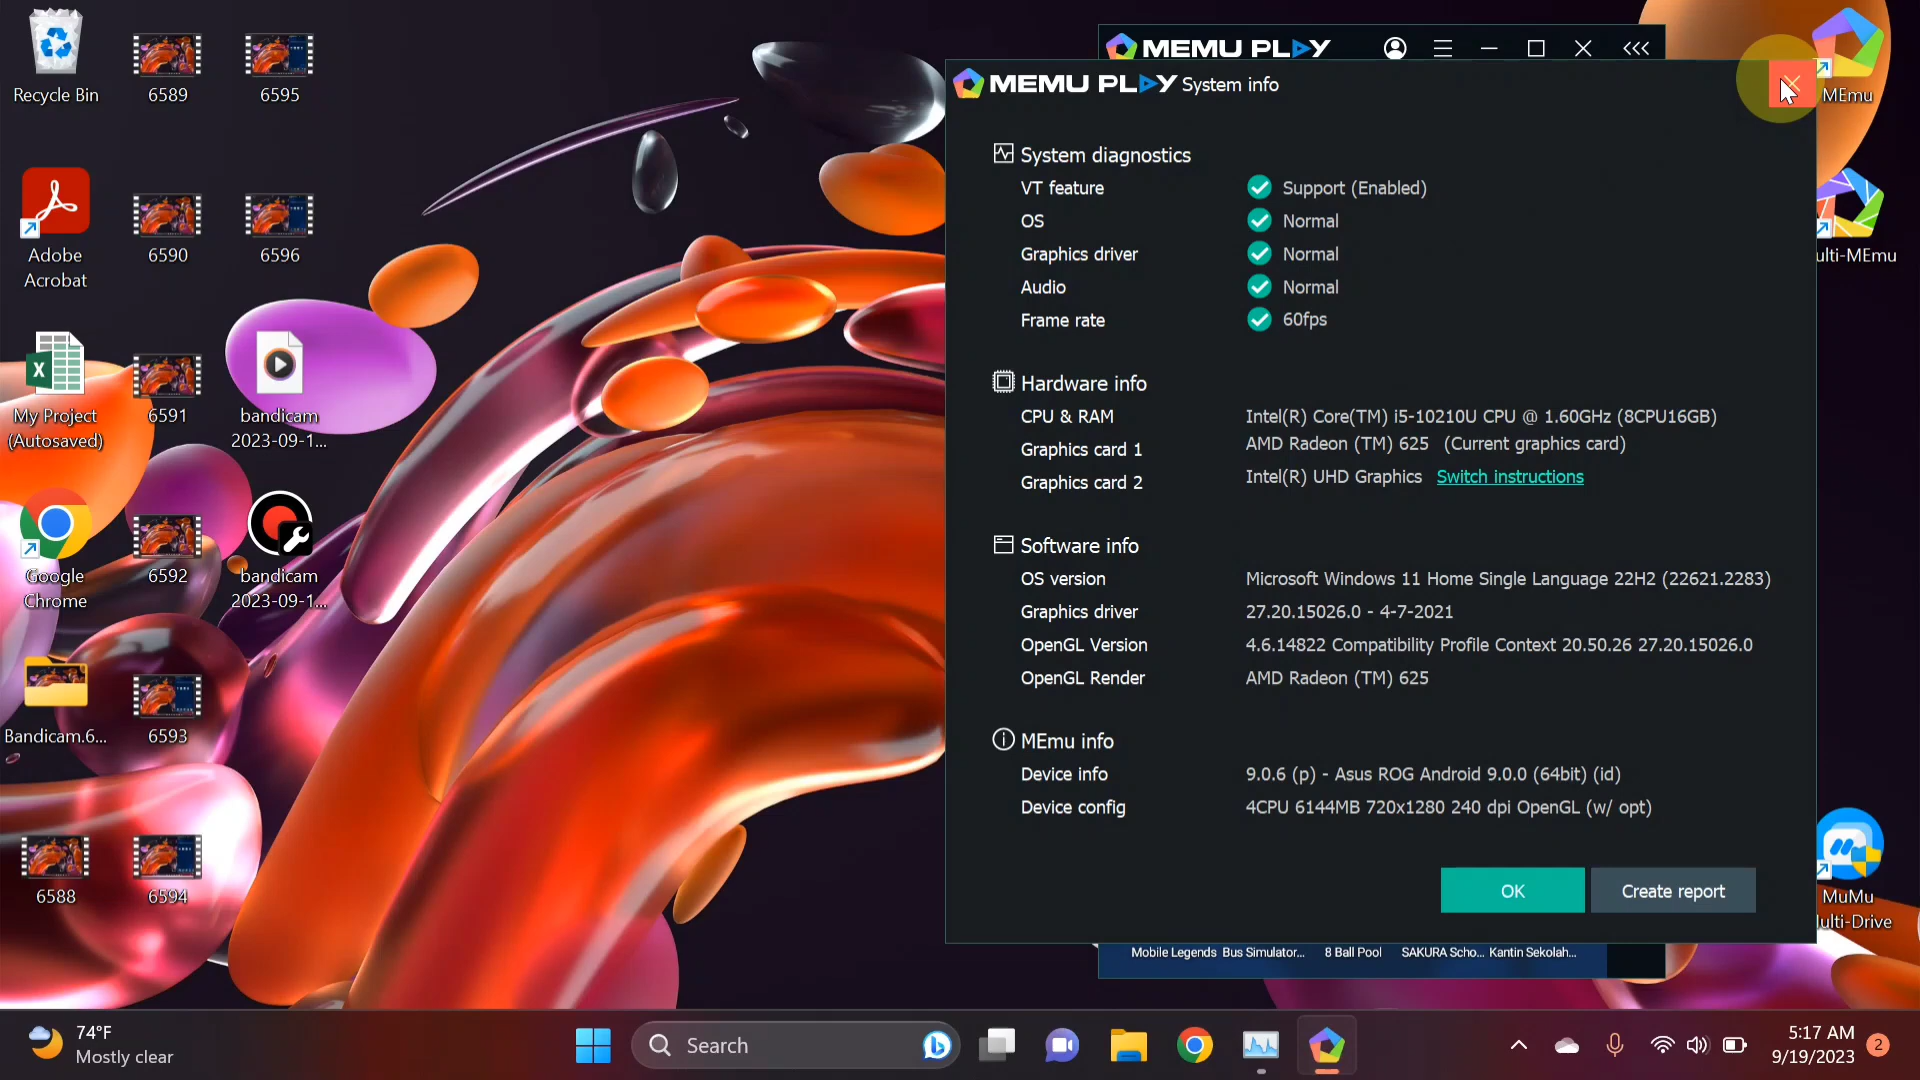 Recycle Bin
6589
6595
Adobe
Acrobat
6590
6596
My Project
(Autosaved)
6591
bandicam
2023-09-1...
Google
Chrome
6592
bandicam
2023-09-1...
Bandicam.6...
6593
6588
6594
MEMU PLAY
MEMU PLAY System info
System diagnostics
VT feature Support (Enabled)
OS Normal
Graphics driver Normal
Audio Normal
Frame rate 60fps
Hardware info
CPU & RAM Intel(R) Core(TM) i5-10210U CPU @ 1.60GHz (8CPU16GB)
Graphics card 1 AMD Radeon (TM) 625 (Current graphics card)
Graphics card 2 Intel(R) UHD Graphics Switch instructions
Software info
OS version Microsoft Windows 11 Home Single Language 22H2 (22621.2283)
Graphics driver 27.20.15026.0 - 4-7-2021
OpenGL Version 4.6.14822 Compatibility Profile Context 20.50.26 27.20.15026.0
OpenGL Render AMD Radeon (TM) 625
MEmu info
Device info 9.0.6 (p) - Asus ROG Android 9.0.0 (64bit) (id)
Device config 4CPU 6144MB 720x1280 240 dpi OpenGL (w/ opt)
OK Create report
Mobile Legends Bus Simulator... 8 Ball Pool SAKURA Scho... Kantin Sekolah...
MEmu
ulti-MEmu
MuMu
ulti-Drive
74°F
Mostly clear
Search
5:17 AM
9/19/2023
2